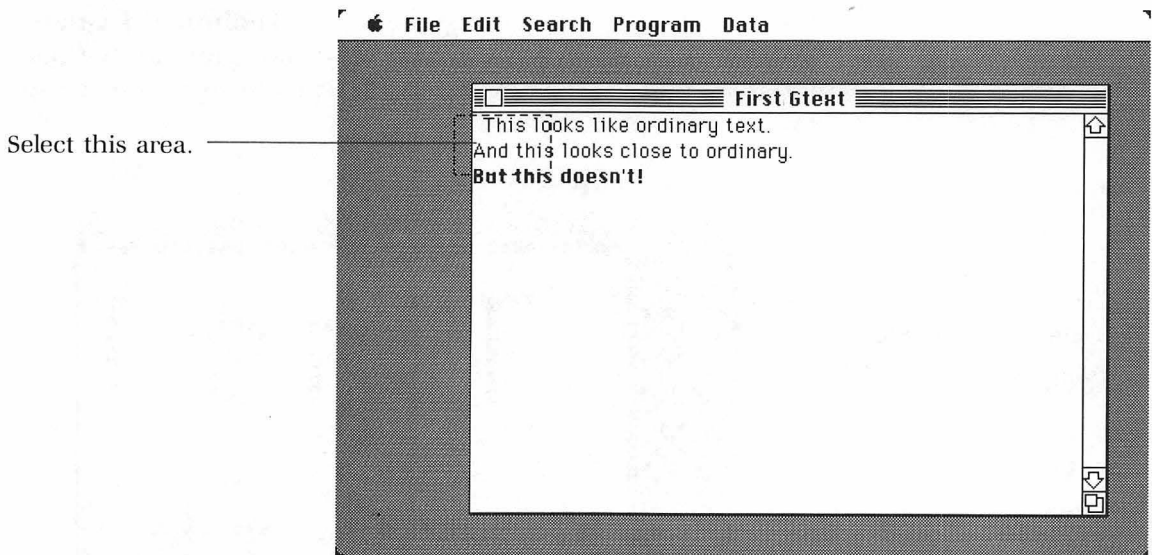 File Edit Search Program Data
First Gtext
Select this area.
This looks like ordinary text.
And this looks close to ordinary.
But this doesn't!